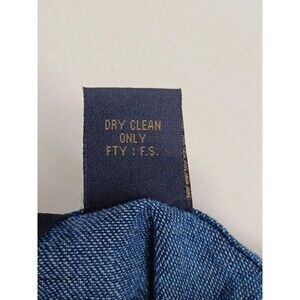 DRY CLEAN
ONLY
FTY : F.S.